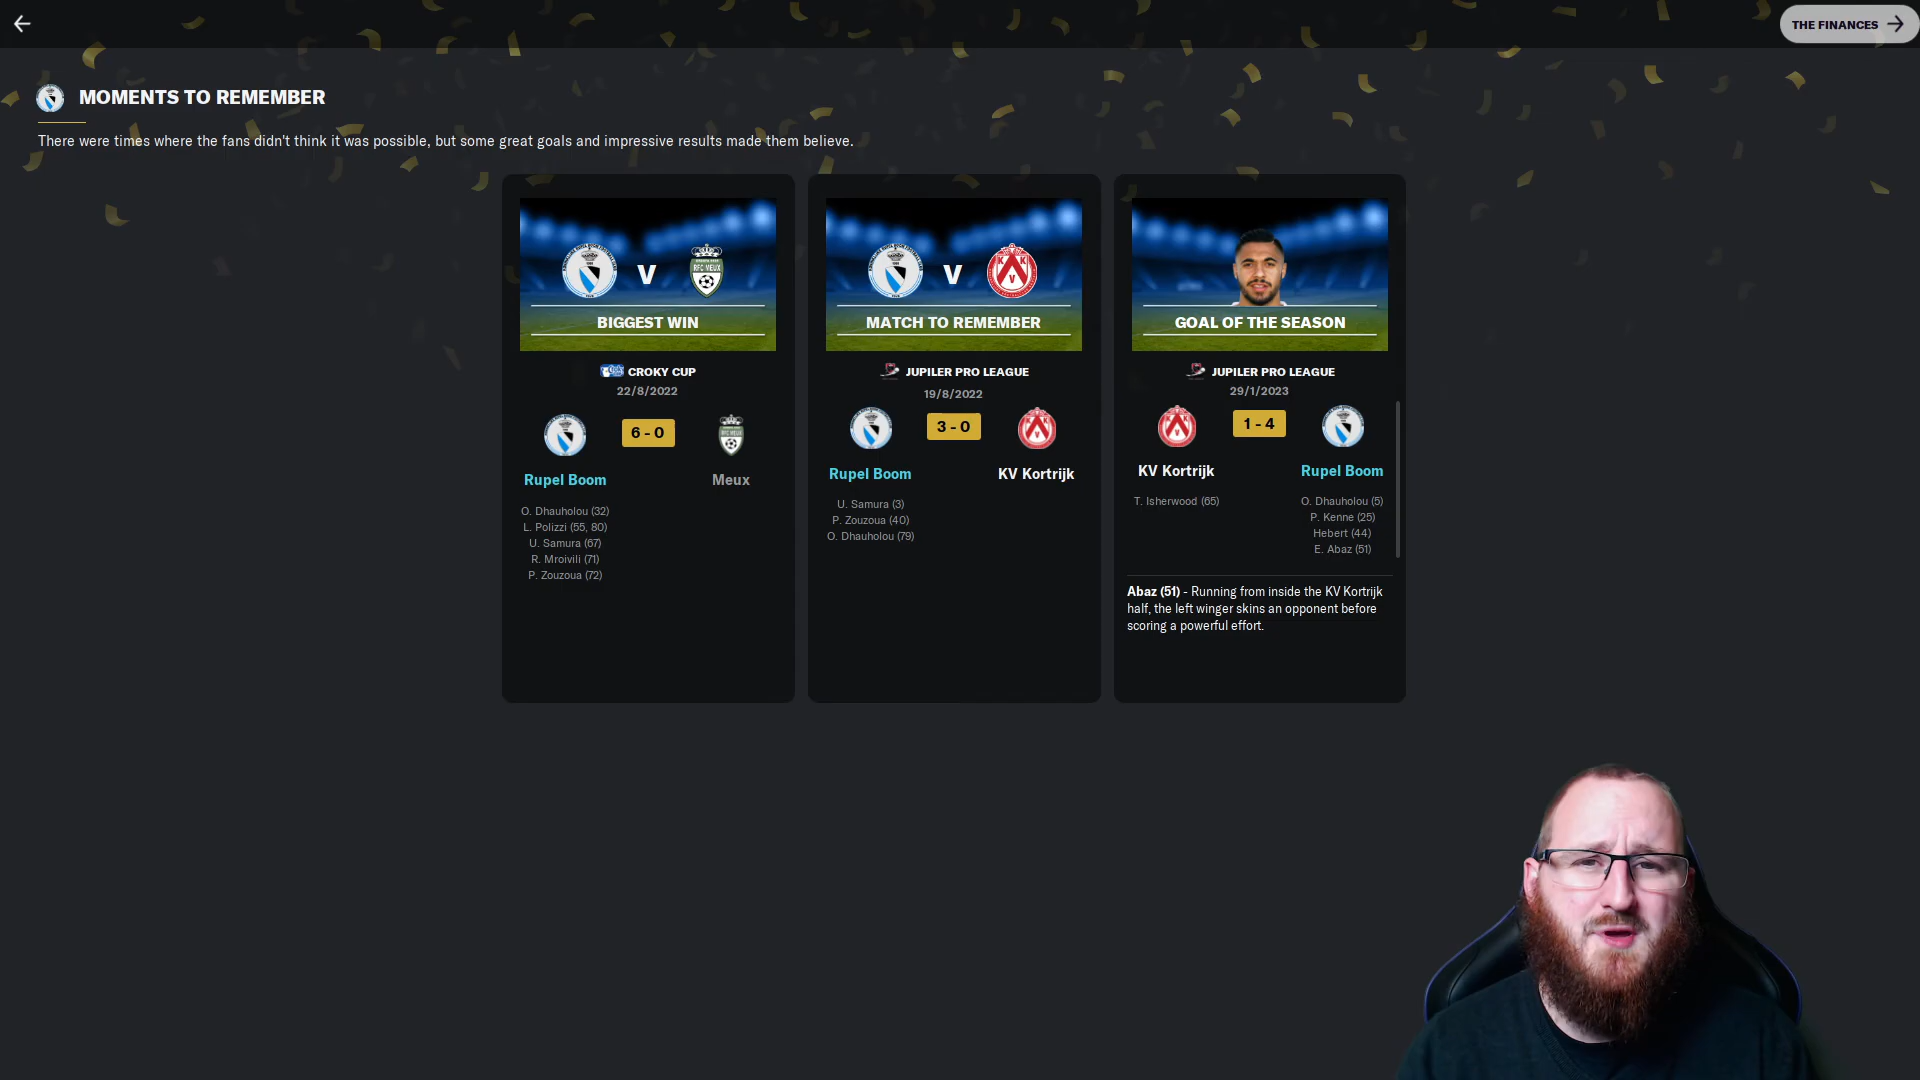 THE FINANCES
MOMENTS TO REMEMBER
There were times where the fans didn't think it was possible, but some great goals and impressive results made them believe.
V
RFC MEUX
BIGGEST WIN
CROKY CUP
22/8/2022
6 - 0
Rupel Boom
Meux
O. Dhauholou (32)
L. Polizzi (55, 80)
U. Samura (67)
R. Mroivili (71)
P. Zouzoua (72)
V
K K
V
MATCH TO REMEMBER
JUPILER PRO LEAGUE
19/8/2022
3 - 0
Rupel Boom
KV Kortrijk
U. Samura (3)
P. Zouzoua (40)
O. Dhauholou (79)
GOAL OF THE SEASON
JUPILER PRO LEAGUE
29/1/2023
1 - 4
KV Kortrijk
Rupel Boom
T. Isherwood (65)
O. Dhauholou (5)
P. Kenne (25)
Hebert (44)
E. Abaz (51)
Abaz (51) - Running from inside the KV Kortrijk
half, the left winger skins an opponent before
scoring a powerful effort.